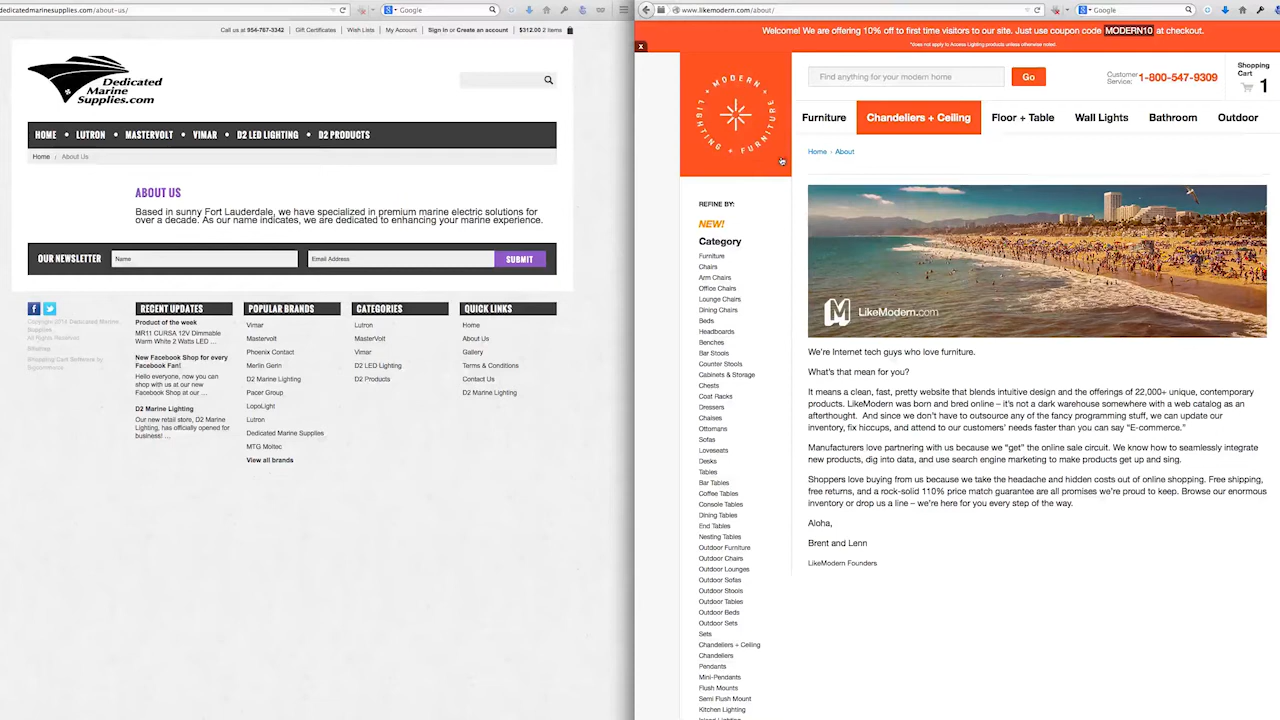 dedicatedmarinesupplies.com/about-us/
Google
Call us at 954-767-3342
Gift Certificates
Wish Lists
My Account
Sign in or Create an account
$312.00 2 items
Dedicated
Marine
Supplies.com
HOME • LUTRON • MASTERVOLT • VIMAR • D2 LED LIGHTING • D2 PRODUCTS
Home / About Us
ABOUT US
Based in sunny Fort Lauderdale, we have specialized in premium marine electric solutions for
over a decade. As our name indicates, we are dedicated to enhancing your marine experience.
OUR NEWSLETTER
Name
Email Address
SUBMIT
Copyright 2014 Dedicated Marine
Supplies.
All Rights Reserved.
Sitemap
Shopping Cart Software by
Bigcommerce
RECENT UPDATES
Product of the week
MR11 CURSA 12V Dimmable
Warm White 2 Watts LED ...
New Facebook Shop for every
Facebook Fan!
Hello everyone, now you can
shop with us at our new
Facebook Shop at our ...
D2 Marine Lighting
Our new retail store, D2 Marine
Lighting, has officially opened for
business! ...
POPULAR BRANDS
Vimar
Mastervolt
Phoenix Contact
Merlin Gerin
D2 Marine Lighting
Pacer Group
LopoLight
Lutron
Dedicated Marine Supplies
MTG Moltec
View all brands
CATEGORIES
Lutron
MasterVolt
Vimar
D2 LED Lighting
D2 Products
QUICK LINKS
Home
About Us
Gallery
Terms & Conditions
Contact Us
D2 Marine Lighting
www.likemodern.com/about/
Google
Welcome! We are offering 10% off to first time visitors to our site. Just use coupon code MODERN10 at checkout.
*does not apply to Access Lighting products unless otherwise noted.
x
MODERN
LIGHTING + FURNITURE
Find anything for your modern home
Go
Customer
Service: 1-800-547-9309
Shopping
Cart
1
Furniture
Chandeliers + Ceiling
Floor + Table
Wall Lights
Bathroom
Outdoor
Home › About
REFINE BY:
NEW!
Category
Furniture
Chairs
Arm Chairs
Office Chairs
Lounge Chairs
Dining Chairs
Beds
Headboards
Benches
Bar Stools
Counter Stools
Cabinets & Storage
Chests
Coat Racks
Dressers
Chaises
Ottomans
Sofas
Loveseats
Desks
Tables
Bar Tables
Coffee Tables
Console Tables
Dining Tables
End Tables
Nesting Tables
Outdoor Furniture
Outdoor Chairs
Outdoor Lounges
Outdoor Sofas
Outdoor Stools
Outdoor Tables
Outdoor Beds
Outdoor Sets
Sets
Chandeliers + Ceiling
Chandeliers
Pendants
Mini-Pendants
Flush Mounts
Semi Flush Mount
Kitchen Lighting
LikeModern.com
We're Internet tech guys who love furniture.
What's that mean for you?
It means a clean, fast, pretty website that blends intuitive design and the offerings of 22,000+ unique, contemporary
products. LikeModern was born and bred online – it's not a dark warehouse somewhere with a web catalog as an
afterthought. And since we don't have to outsource any of the fancy programming stuff, we can update our
inventory, fix hiccups, and attend to our customers' needs faster than you can say “E-commerce.”
Manufacturers love partnering with us because we “get” the online sale circuit. We know how to seamlessly integrate
new products, dig into data, and use search engine marketing to make products get up and sing.
Shoppers love buying from us because we take the headache and hidden costs out of online shopping. Free shipping,
free returns, and a rock-solid 110% price match guarantee are all promises we're proud to keep. Browse our enormous
inventory or drop us a line – we're here for you every step of the way.
Aloha,
Brent and Lenn
LikeModern Founders